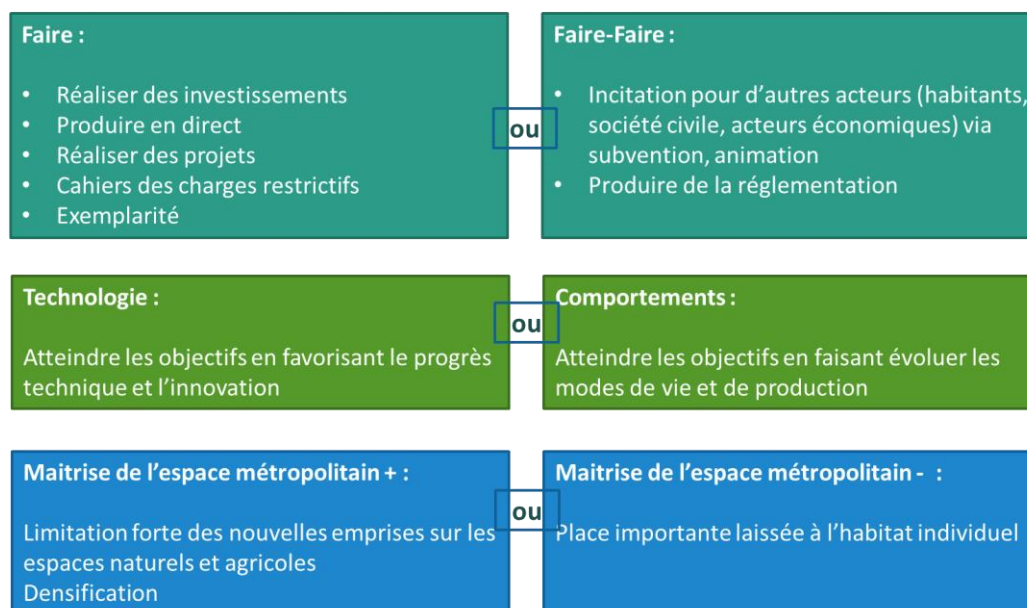 Faire :
• Réaliser des investissements
• Produire en direct
• Réaliser des projets
• Cahiers des charges restrictifs
• Exemplarité
ou
Faire-Faire :
• Incitation pour d’autres acteurs (habitants,
société civile, acteurs économiques) via
subvention, animation
• Produire de la réglementation
Technologie :
Atteindre les objectifs en favorisant le progrès
technique et l’innovation
ou
Comportements :
Atteindre les objectifs en faisant évoluer les
modes de vie et de production
Maitrise de l’espace métropolitain + :
Limitation forte des nouvelles emprises sur les
espaces naturels et agricoles
Densification
ou
Maitrise de l’espace métropolitain - :
Place importante laissée à l’habitat individuel